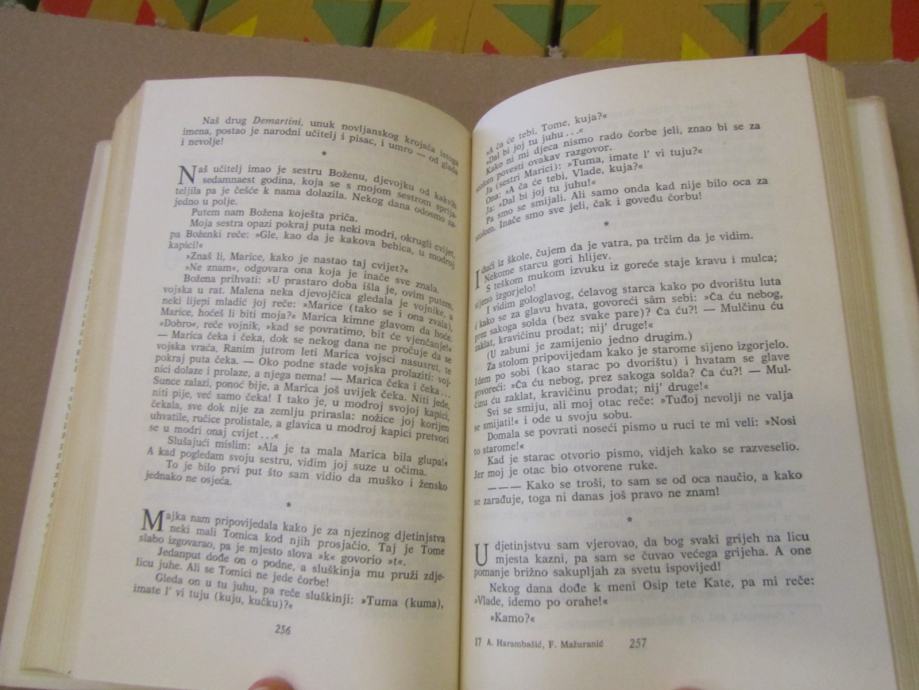 Naš drug Demartini, unuk novljanskog krojača istoga
imena, postao je narodni učitelj i pisac, i umro — od glada
i nevolje!
*
Naš učitelj imao je sestru Boženu, djevojku od kakvih
sedamnaest godina, koja se s mojom sestrom sprija-
teljila pa je češće k nama dolazila. Nekog dana odosmo za-
jedno u polje.
Putem nam Božena koješta priča.
Moja sestra opazi pokraj puta neki modri, okrugli cvijet,
pa Boženki reče: »Gle, kao da je kakova bebica, u modroj
kapici!«
»Znaš li, Marice, kako je nastao taj cvijet?«
»Ne znam«, odgovara ona koja je inače sve znala.
Božena prihvati: »U prastaro doba išla je, ovim putem,
vojska u rat. Malena neka djevojčica gledala je vojnike, a
neki lijepi mladić joj reče: »Marice (tako se i ona zvala),
Marice, hoćeš li biti moja?« Marica kimne glavom da hoće.
»Dobro«, reče vojnik, »kad se povratimo, bit će vjenčanje!«
— Marica čeka i čeka, dok se nekog dana ne pročuje da se
vojska vraća. Ranim jutrom leti Marica vojsci nasusret, te
pokraj puta čeka. — Oko podne stade vojska prolaziti: voj-
nici dolaze i prolaze, a njega nema! — Marica čeka i čeka...
Sunce zalazi, ponoć bije, a Marica još uvijek čeka. Niti jede,
niti pije, već samo čeka! I tako je, u modroj svojoj kapici,
čekala, sve dok nije za zemlju prirasla: nožice joj korijen
uhvatile, ručice prolistale, a glavica u modroj kapici pretvori
se u modri onaj cvijet...«
Slušajući mislim: »Ala je ta mala Marica bila glupa!«
A kad pogledam svoju sestru, vidim joj suze u očima.
To je bilo prvi put što sam vidio da muško i žensko
jednako ne osjeća.
*
Majka nam pripovijedala kako je za njezinog djetinstva
neki mali Tomica kod njih prosjačio. Taj je Tome
slabo izgovarao, pa je mjesto slova »k« govorio »t«.
Jedanput dođe on o podne, a sluškinja mu pruži zdje-
licu juhe. Ali se Tomici ne jede čorbe!
Gleda on u tu juhu, pa reče sluškinji: »Tuma (kuma),
imate l' vi tuju (kuju, kučku)?«
256
»A ča će tebi, Tome, kuja?«
»Dal bi joj tu juhu...«
Kako ni mi djeca nismo rado čorbe jeli, znao bi se za
stolom povesti ovakav razgovor.
Ja (sestri Marici): »Tuma, imate l' vi tuju?«
Ona: »A ča će tebi, Vlade, kuja?«
Ja: »Dal bi joj tu juhu!«
Pa smo se smijali. Ali samo onda kad nije bilo oca za
stolom. Inače smo sve jeli, čak i goveđu čorbu!
*
Idući iz škole, čujem da je vatra, pa trčim da je vidim.
Nekome starcu gori hlijev.
S teškom mukom izvuku iz goreće staje kravu i mulca;
sijeno izgorjelo!
I vidim gologlavog, ćelavog starca kako po dvorištu luta
i kako se za glavu hvata, govoreći sâm sebi: »Ča ću nebog,
prez sakoga solda (bez svake pare)? Ča ću?! — Mulčinu ću
zaklat, kravičinu prodat; nij' druge!«
(U zabuni je zamijenio jedno drugim.)
Za stolom pripovijedam kako je starome sijeno izgorjelo.
Idem po sobi (kao starac po dvorištu) i hvatam se glave
govoreći: »Ča ću nebog, prez sakoga solda? Ča ću?! — Mul-
činu ću zaklat, kravičinu prodat; nij' druge!«
Svi se smiju, ali moj otac reče: »Tuđoj nevolji ne valja
se smijati!« i ode u svoju sobu.
Domala se povrati noseći pismo u ruci te mi veli: »Nosi
to starome!«
Kad je starac otvorio pismo, vidjeh kako se razveselio.
Jer moj je otac bio otvorene ruke.
— — — Kako se troši, to sam se od oca naučio, a kako
se zarađuje, toga ni danas još pravo ne znam!
*
U djetinjstvu sam vjerovao, da bog svaki grijeh na licu
mjesta kazni, pa sam se čuvao većega grijeha. A one
pomanje brižno sakupljah za svetu ispovijed!
Nekog dana dođe k meni Osip tete Kate, pa mi reče:
»Vlade, idemo po orahe!«
»Kamo?«
17 A. Harambašić, F. Mažuranić 257